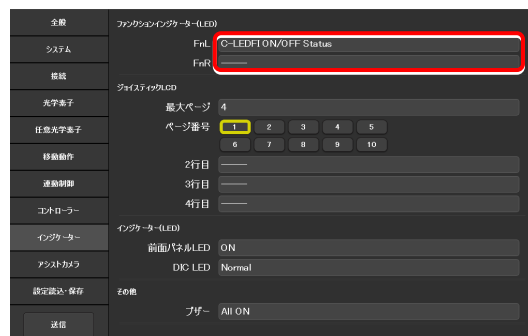 全般
システム
接続
光学素子
任意光学素子
移動動作
連動制御
コントローラー
インジケーター
アシストカメラ
設定読込・保存
送信
ファンクションインジケーター(LED)
FnL C-LEDFI ON/OFF Status
FnR ――
ジョイスティックLCD
最大ページ 4
ページ番号 1 2 3 4 5
6 7 8 9 10
2行目 ――
3行目 ――
4行目 ――
インジケーター(LED)
前面パネルLED ON
DIC LED Normal
その他
ブザー All ON